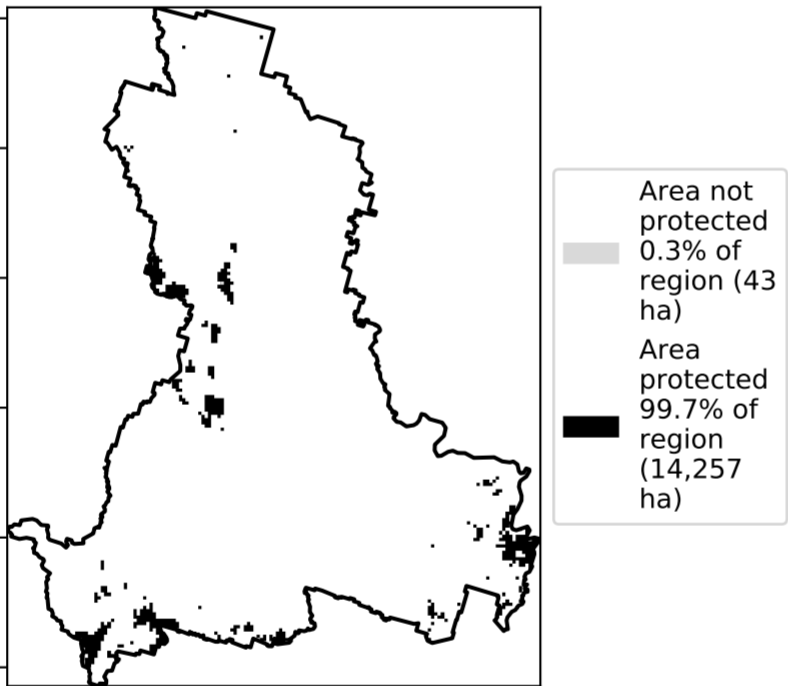 Area not
protected
0.3% of
region (43
ha)
Area
protected
99.7% of
region
(14,257
ha)